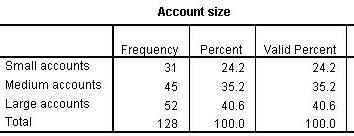 Account size
Frequency Percent Valid Percent
Small accounts 31 24.2 24.2
Medium accounts 45 35.2 35.2
Large accounts 52 40.6 40.6
Total 128 100.0 100.0